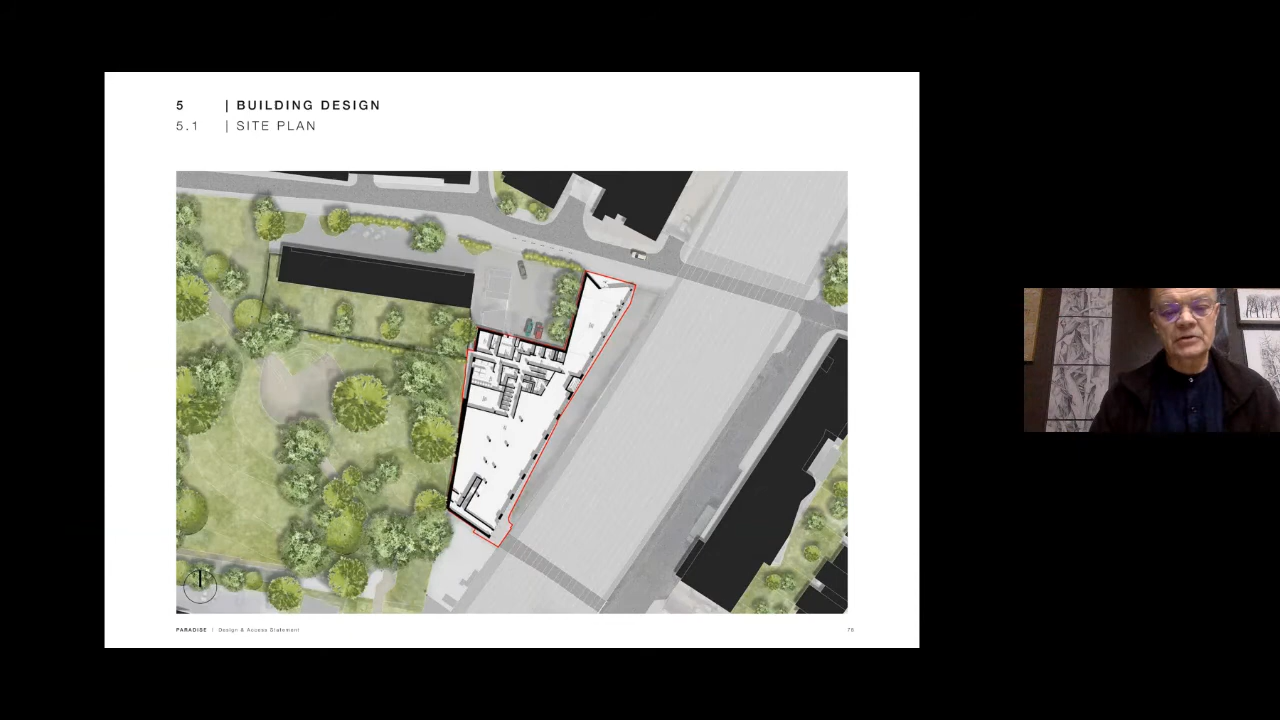 5 | BUILDING DESIGN
5.1 | SITE PLAN
PARADISE | Design & Access Statement